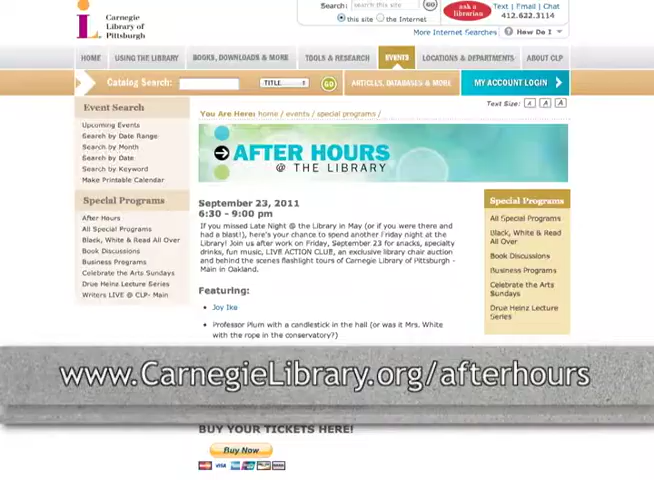 Carnegie
Library of
Pittsburgh
Search: search this site GO
this site the Internet
ask a
librarian
Text | Email | Chat
412.622.3114
More Internet Searches
? How Do I
HOME
USING THE LIBRARY
BOOKS, DOWNLOADS & MORE
TOOLS & RESEARCH
EVENTS
LOCATIONS & DEPARTMENTS
ABOUT CLP
Catalog Search:
TITLE
GO
ARTICLES, DATABASES & MORE
MY ACCOUNT LOGIN
Text Size: A A A
Event Search
Upcoming Events
Search by Date Range
Search by Month
Search by Date
Search by Keyword
Make Printable Calendar
Special Programs
After Hours
All Special Programs
Black, White & Read All Over
Book Discussions
Business Programs
Celebrate the Arts Sundays
Drue Heinz Lecture Series
Writers LIVE @ CLP- Main
You Are Here: home / events / special programs /
AFTER HOURS
@ THE LIBRARY
September 23, 2011
6:30 - 9:00 pm
If you missed Late Night @ the Library in May (or if you were there and
had a blast!), here's your chance to spend another Friday night at the
Library! Join us after work on Friday, September 23 for snacks, specialty
drinks, fun music, LIVE ACTION CLUE, an exclusive library chair auction
and behind the scenes flashlight tours of Carnegie Library of Pittsburgh -
Main in Oakland.
Featuring:
• Joy Ike
• Professor Plum with a candlestick in the hall (or was it Mrs. White
with the rope in the conservatory?)
Special Programs
All Special Programs
Black, White & Read
All Over
Book Discussions
Business Programs
Celebrate the Arts
Sundays
Drue Heinz Lecture
Series
www.CarnegieLibrary.org/afterhours
BUY YOUR TICKETS HERE!
Buy Now